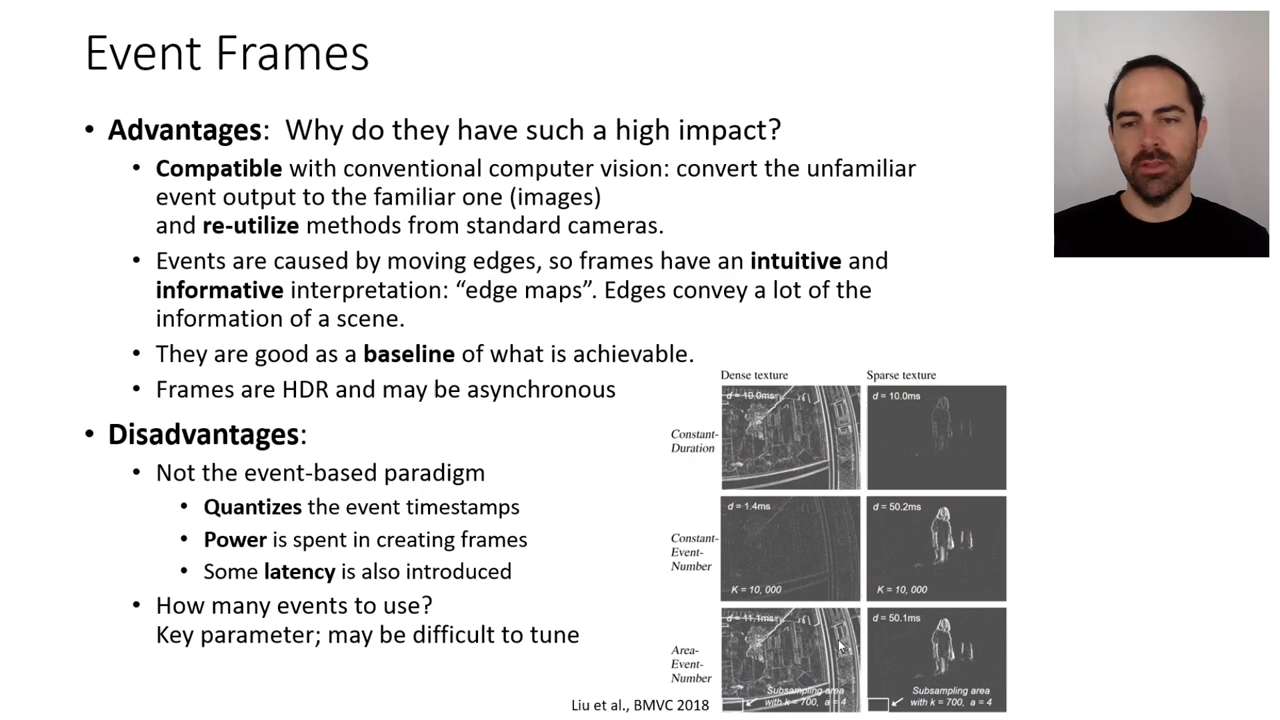 Event Frames
• Advantages: Why do they have such a high impact?
• Compatible with conventional computer vision: convert the unfamiliar
event output to the familiar one (images)
and re-utilize methods from standard cameras.
• Events are caused by moving edges, so frames have an intuitive and
informative interpretation: “edge maps”. Edges convey a lot of the
information of a scene.
• They are good as a baseline of what is achievable.
• Frames are HDR and may be asynchronous
• Disadvantages:
• Not the event-based paradigm
• Quantizes the event timestamps
• Power is spent in creating frames
• Some latency is also introduced
• How many events to use?
Key parameter; may be difficult to tune
Dense texture
Sparse texture
Constant-
Duration
d = 10.0ms
d = 10.0ms
Constant-
Event-
Number
d = 1.4ms
K = 10, 000
d = 50.2ms
K = 10, 000
Area-
Event-
Number
d = 11.1ms
Subsampling area
with k = 700, a = 4
d = 50.1ms
Subsampling area
with k = 700, a = 4
Liu et al., BMVC 2018